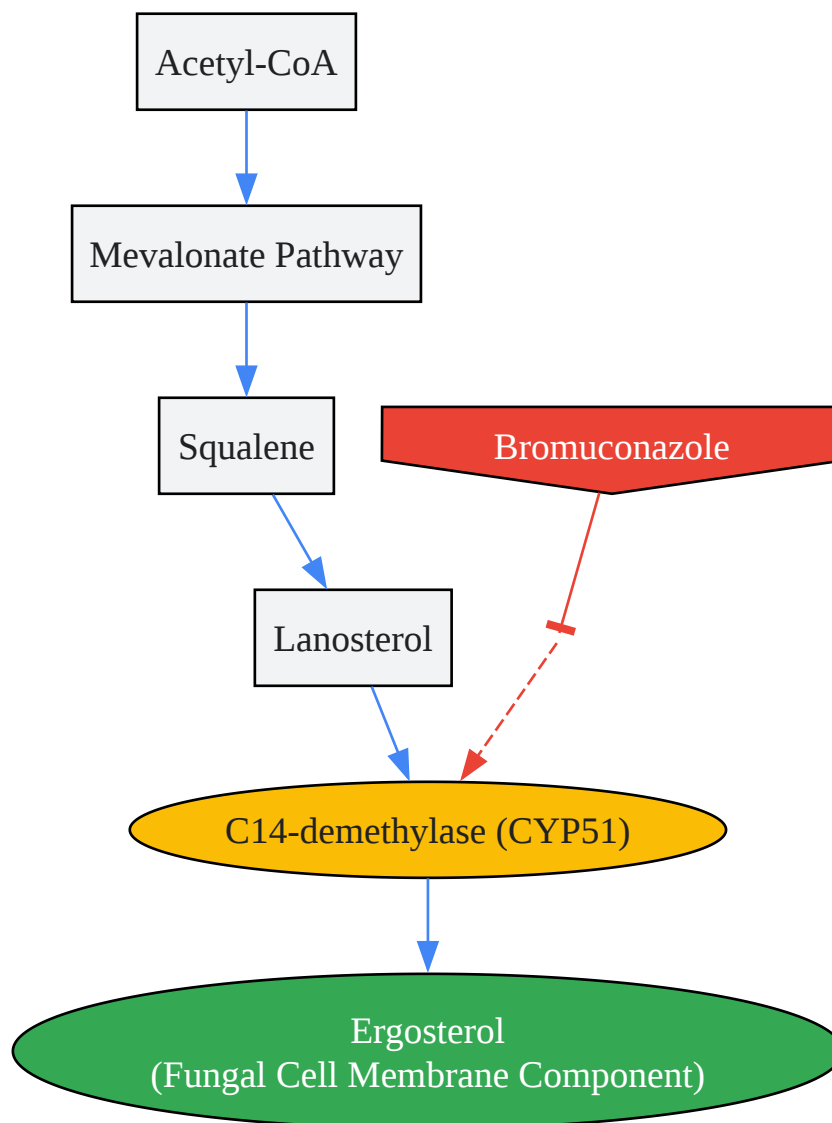 Acetyl-CoA
Mevalonate Pathway
Squalene
Bromuconazole
Lanosterol
C14-demethylase (CYP51)
Ergosterol
(Fungal Cell Membrane Component)